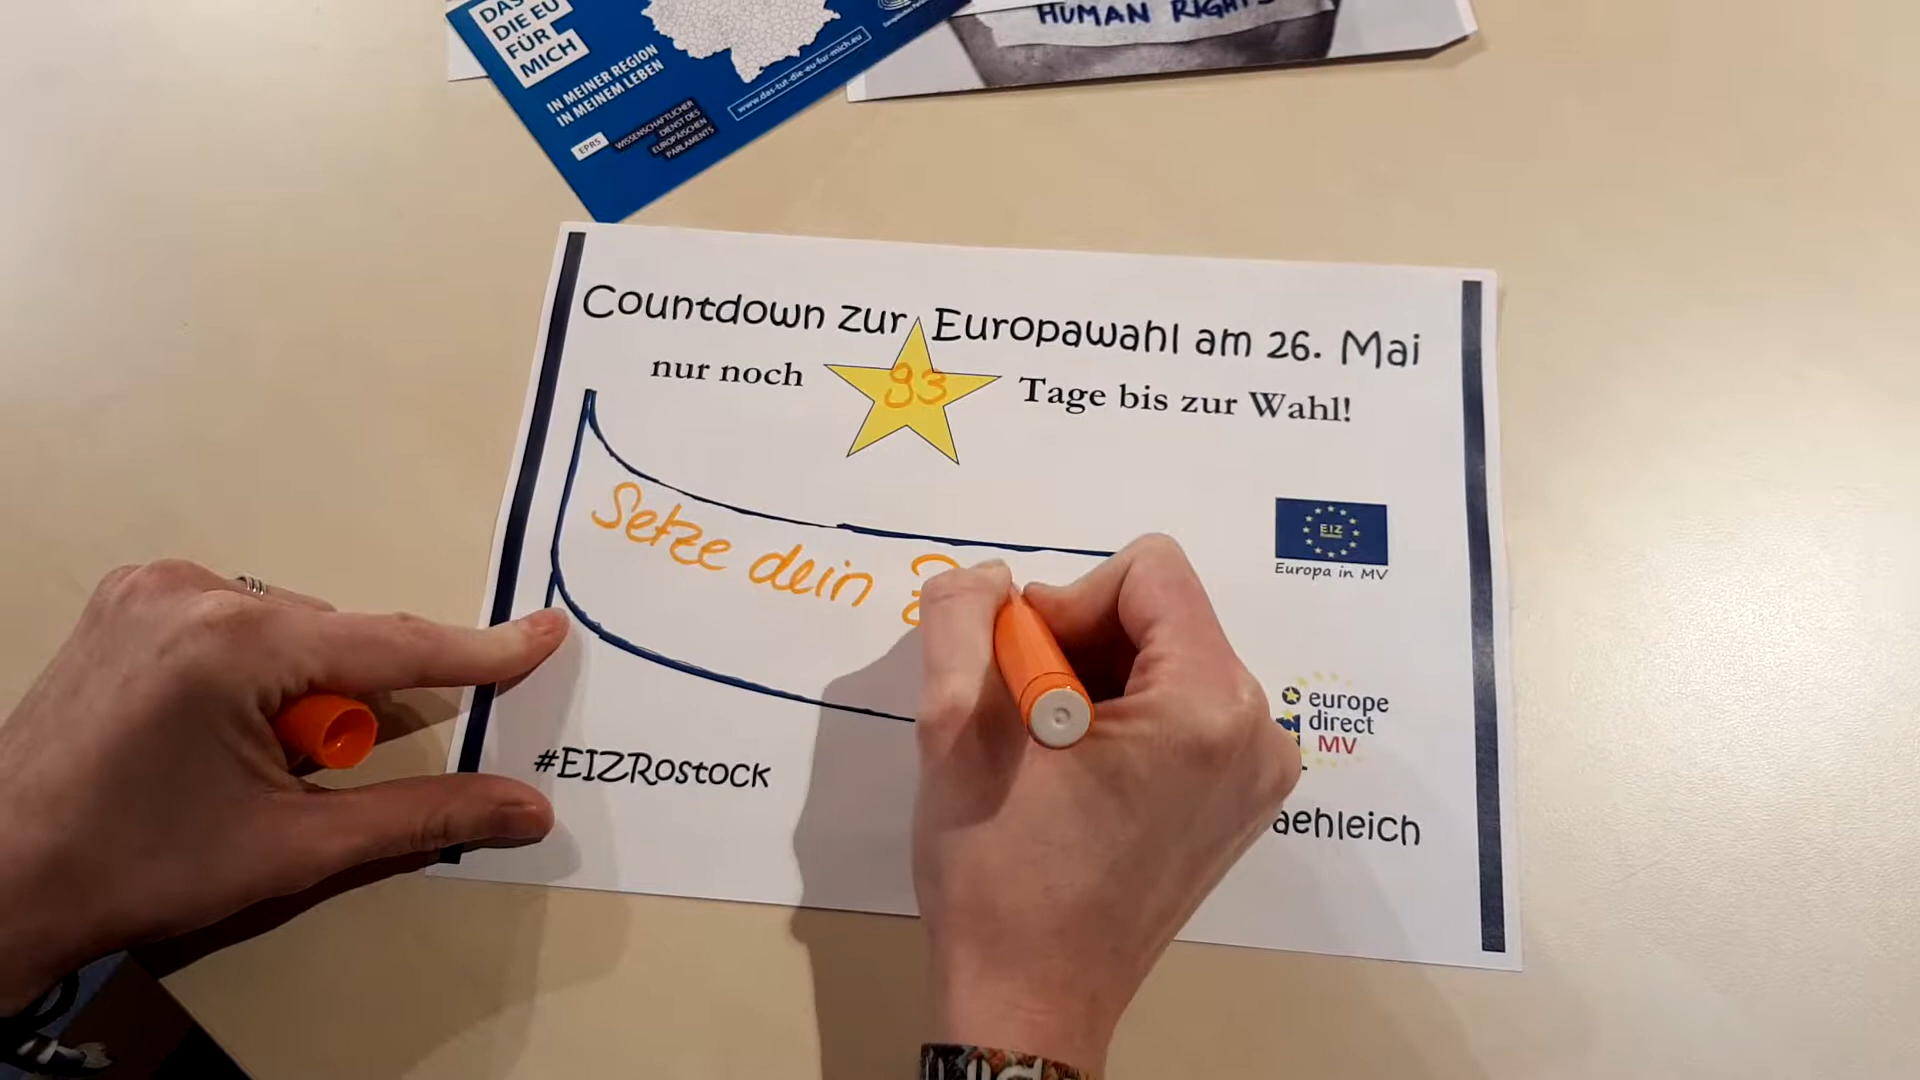 DAS
DIE EU
FÜR
MICH
IN MEINER REGION
IN MEINEM LEBEN
EPRS
WISSENSCHAFTLICHER
DIENST DES
EUROPÄISCHEN
PARLAMENTS
www.das-tut-die-eu-fur-mich.eu
HUMAN RIGHTS
Countdown zur Europawahl am 26. Mai
nur noch 93 Tage bis zur Wahl!
Setze dein
EIZ
Rostock
Europa in MV
europe
direct
MV
#EIZRostock
aehleich